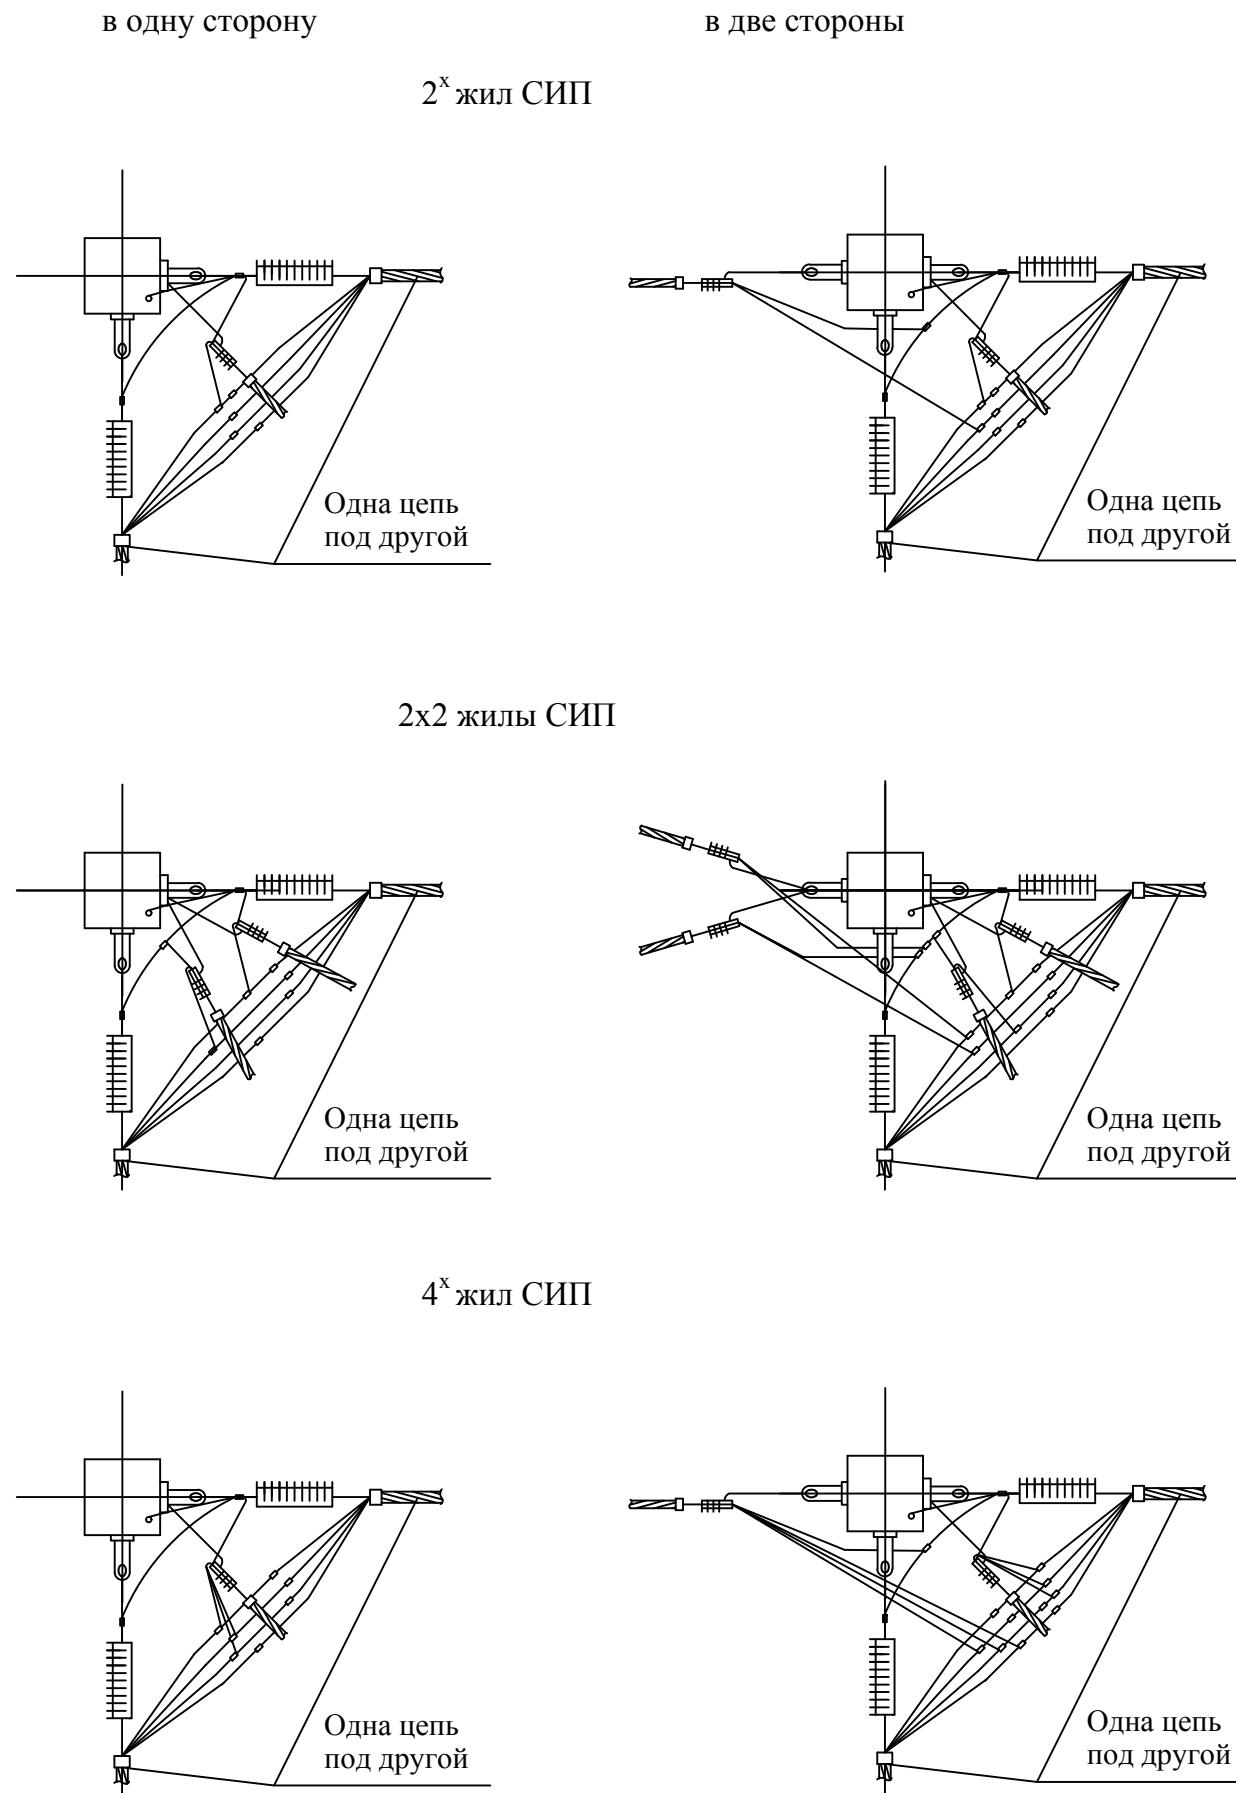 в одну сторону
в две стороны
2х жил СИП
Одна цепь
под другой
Одна цепь
под другой
2х2 жилы СИП
Одна цепь
под другой
Одна цепь
под другой
4х жил СИП
Одна цепь
под другой
Одна цепь
под другой